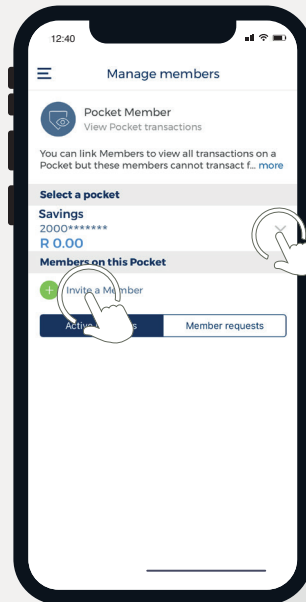 12:40
Manage members
Pocket Member
View Pocket transactions
You can link Members to view all transactions on a
Pocket but these members cannot transact f... more
Select a pocket
Savings
2000*******
R 0.00
Members on this Pocket
Invite a Member
Member requests